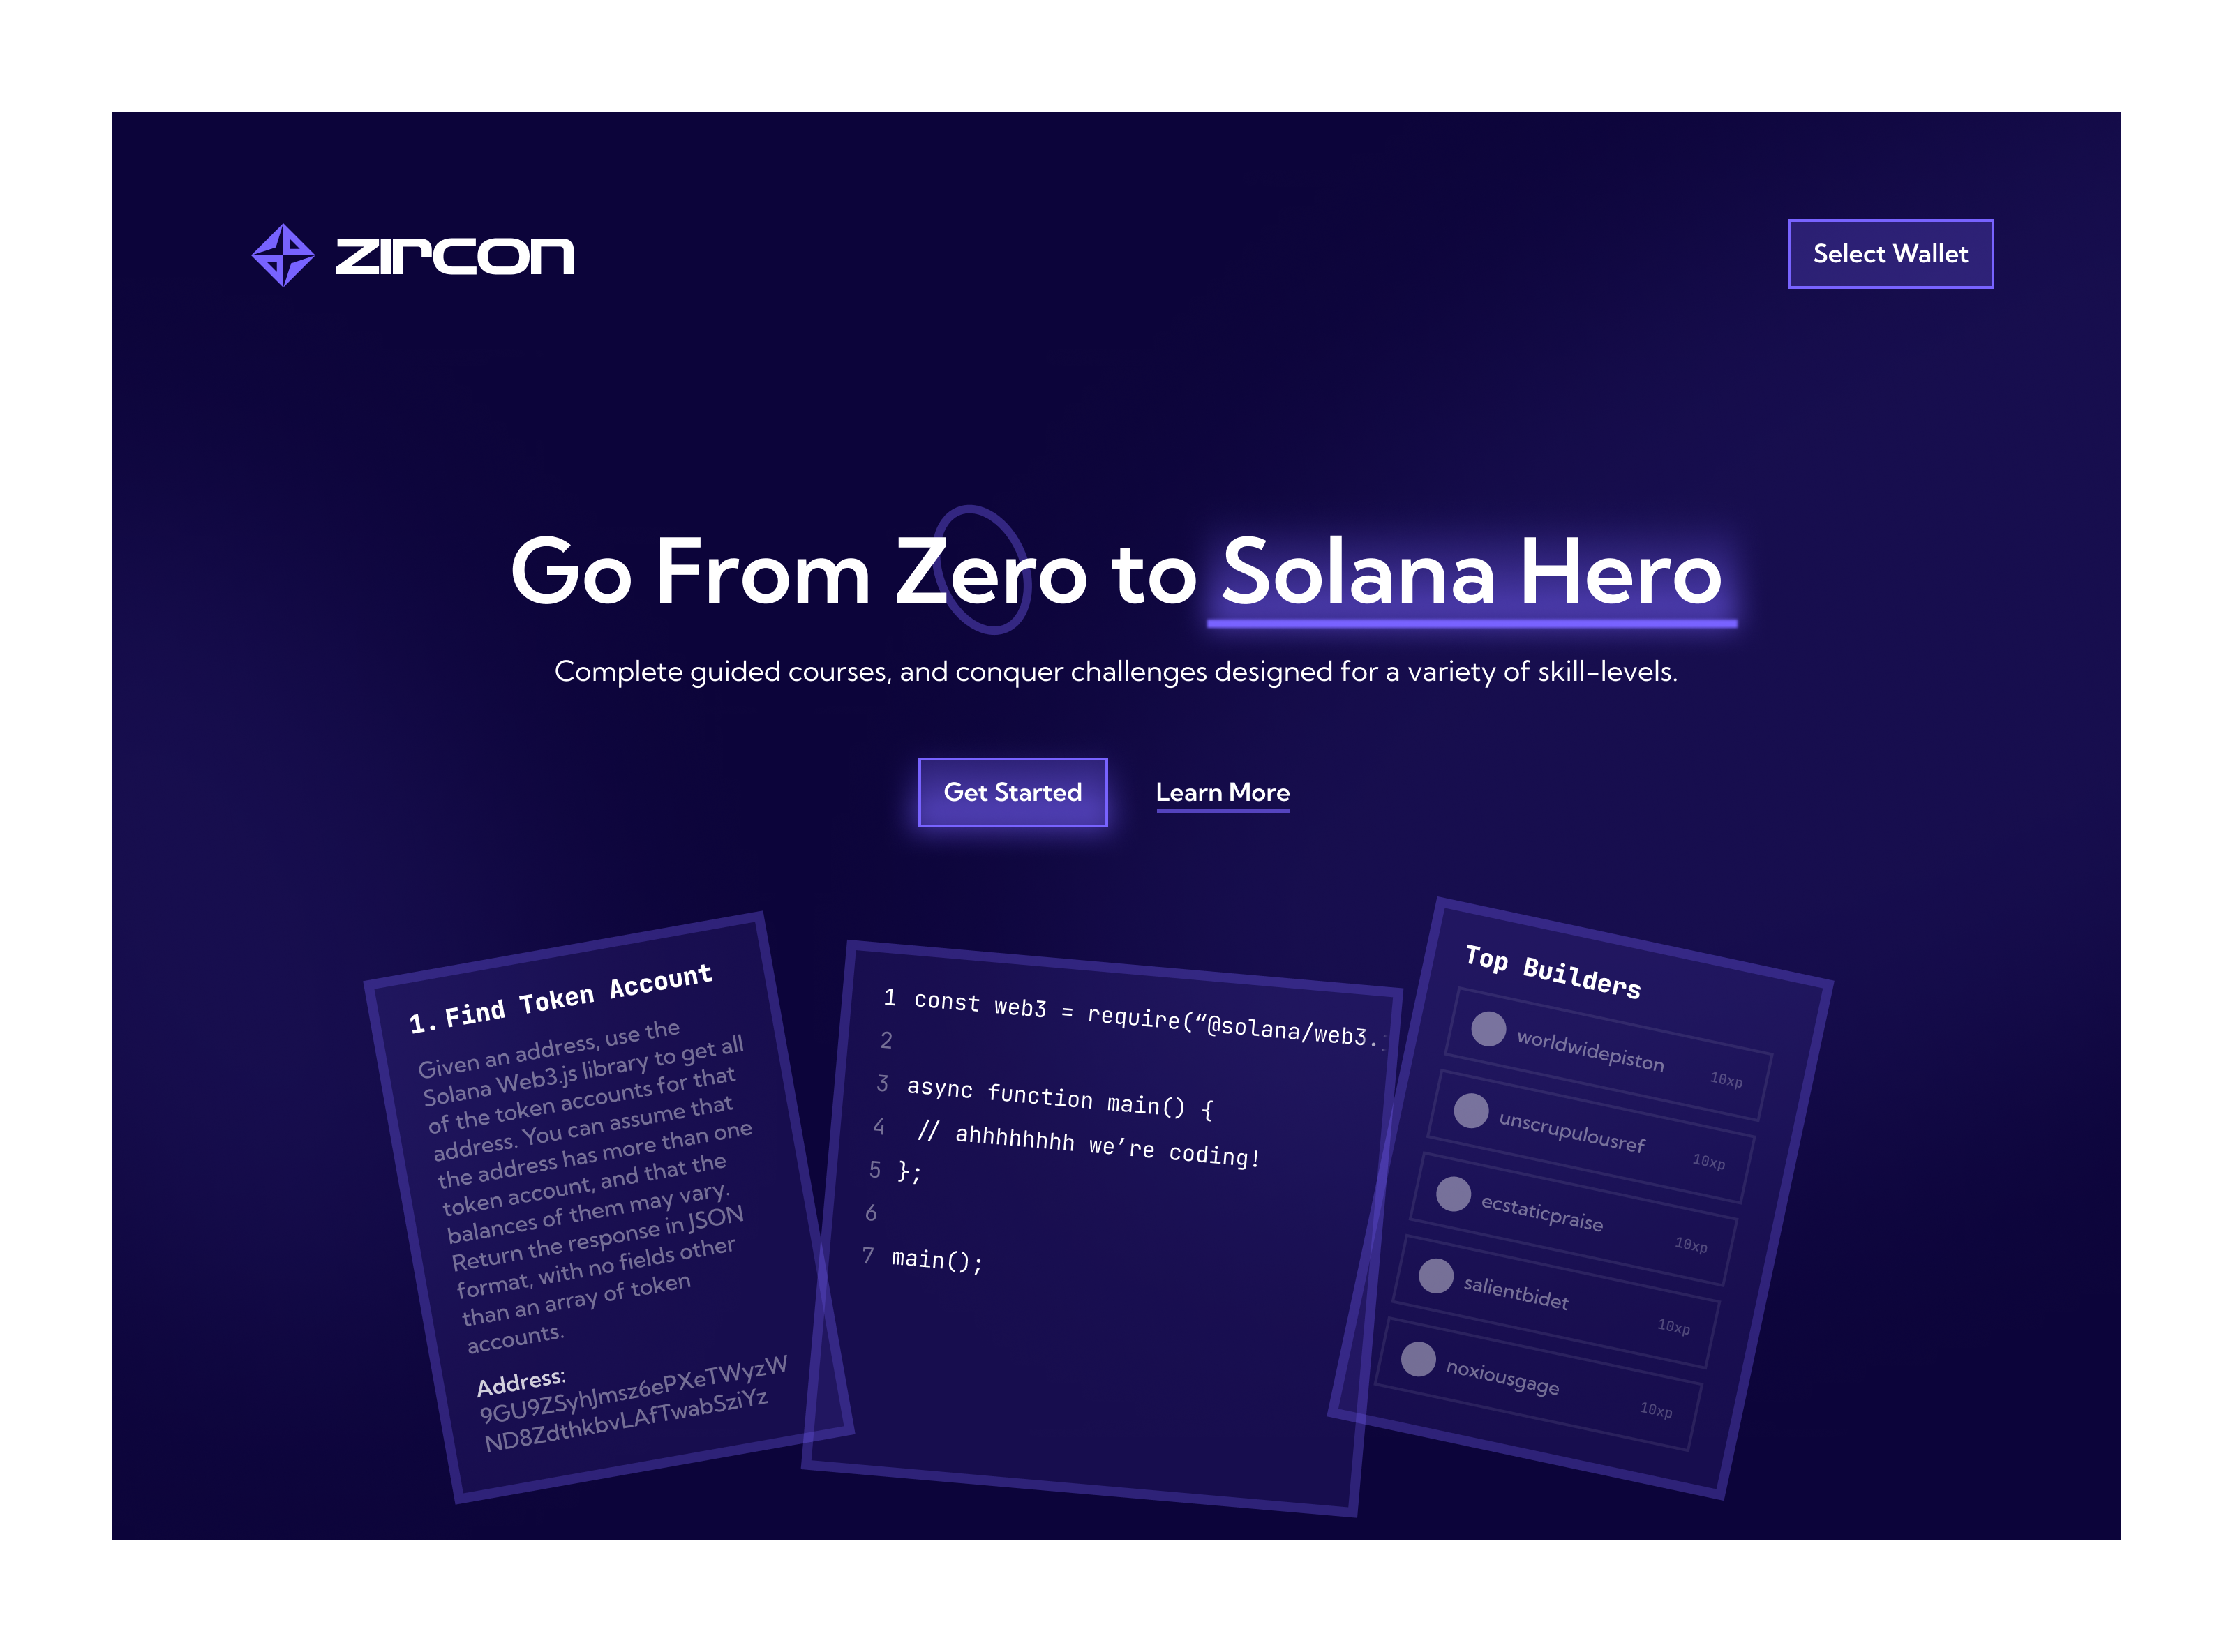 zircon
Select Wallet
Go From Zero to Solana Hero
Complete guided courses, and conquer challenges designed for a variety of skill-levels.
Get Started
Learn More
1. Find Token Account
Given an address, use the
Solana Web3.js library to get all
of the token accounts for that
address. You can assume that
the address has more than one
token account, and that the
balances of them may vary.
Return the response in JSON
format, with no fields other
than an array of token
accounts.
Address:
9GU9ZSyhJmsz6ePXeTWyzW
ND8ZdthkbvLAfTwabSziYz
1 const web3 = require(“@solana/web3.
2
3 async function main() {
4 // ahhhhhhhh we’re coding!
5 };
6
7 main();
Top Builders
worldwidepiston 10xp
unscrupulousref 10xp
ecstaticpraise 10xp
salientbidet 10xp
noxiousgage 10xp